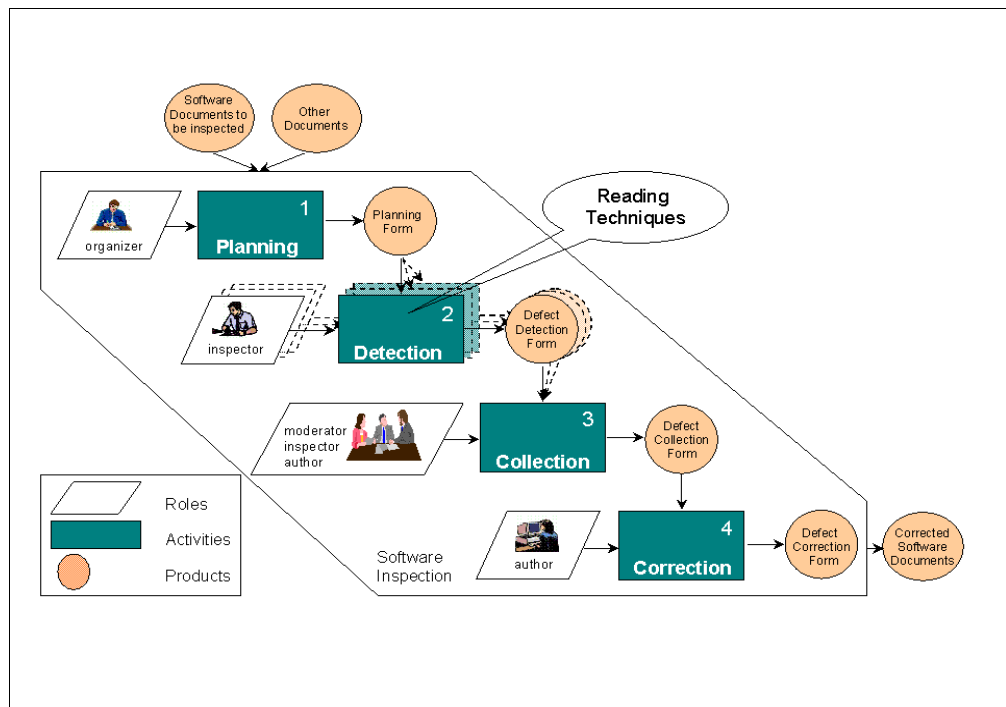 Software
Documents to
be inspected
Other
Documents
Reading
Techniques
1
Planning
organizer
Planning
Form
2
Detection
inspector
Defect
Detection
Form
3
Collection
moderator
inspector
author
Defect
Collection
Form
4
Correction
author
Defect
Correction
Form
Corrected
Software
Documents
Software
Inspection
Roles
Activities
Products